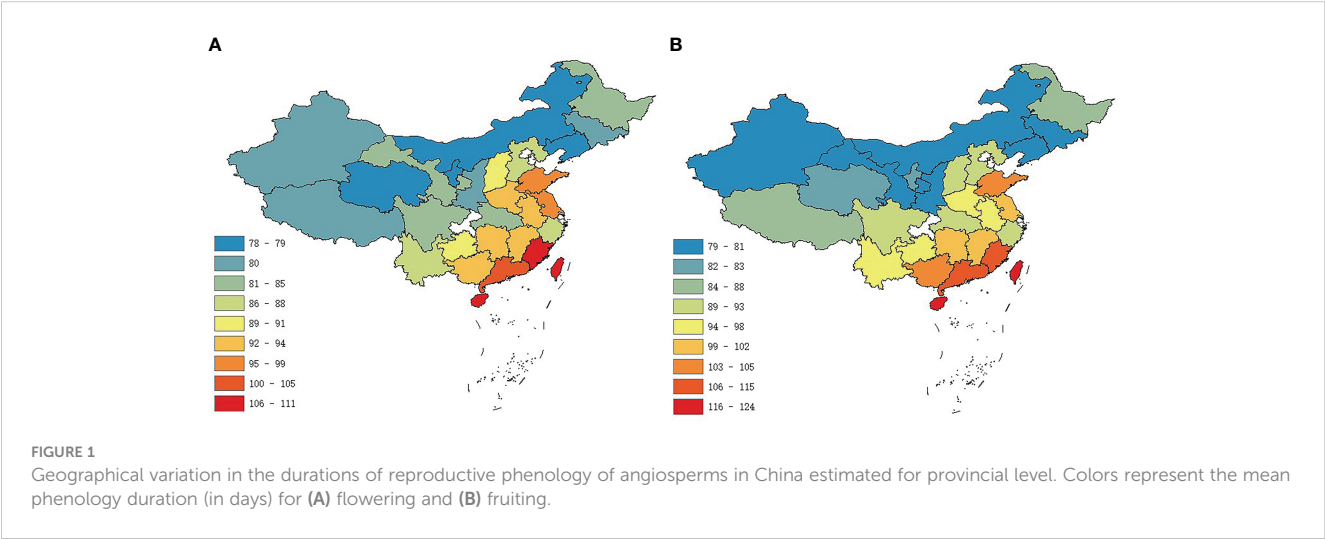 A
B
78 - 79
80
81 - 85
86 - 88
89 - 91
92 - 94
95 - 99
100 - 105
106 - 111
79 - 81
82 - 83
84 - 88
89 - 93
94 - 98
99 - 102
103 - 105
106 - 115
116 - 124
FIGURE 1
Geographical variation in the durations of reproductive phenology of angiosperms in China estimated for provincial level. Colors represent the mean
phenology duration (in days) for (A) flowering and (B) fruiting.